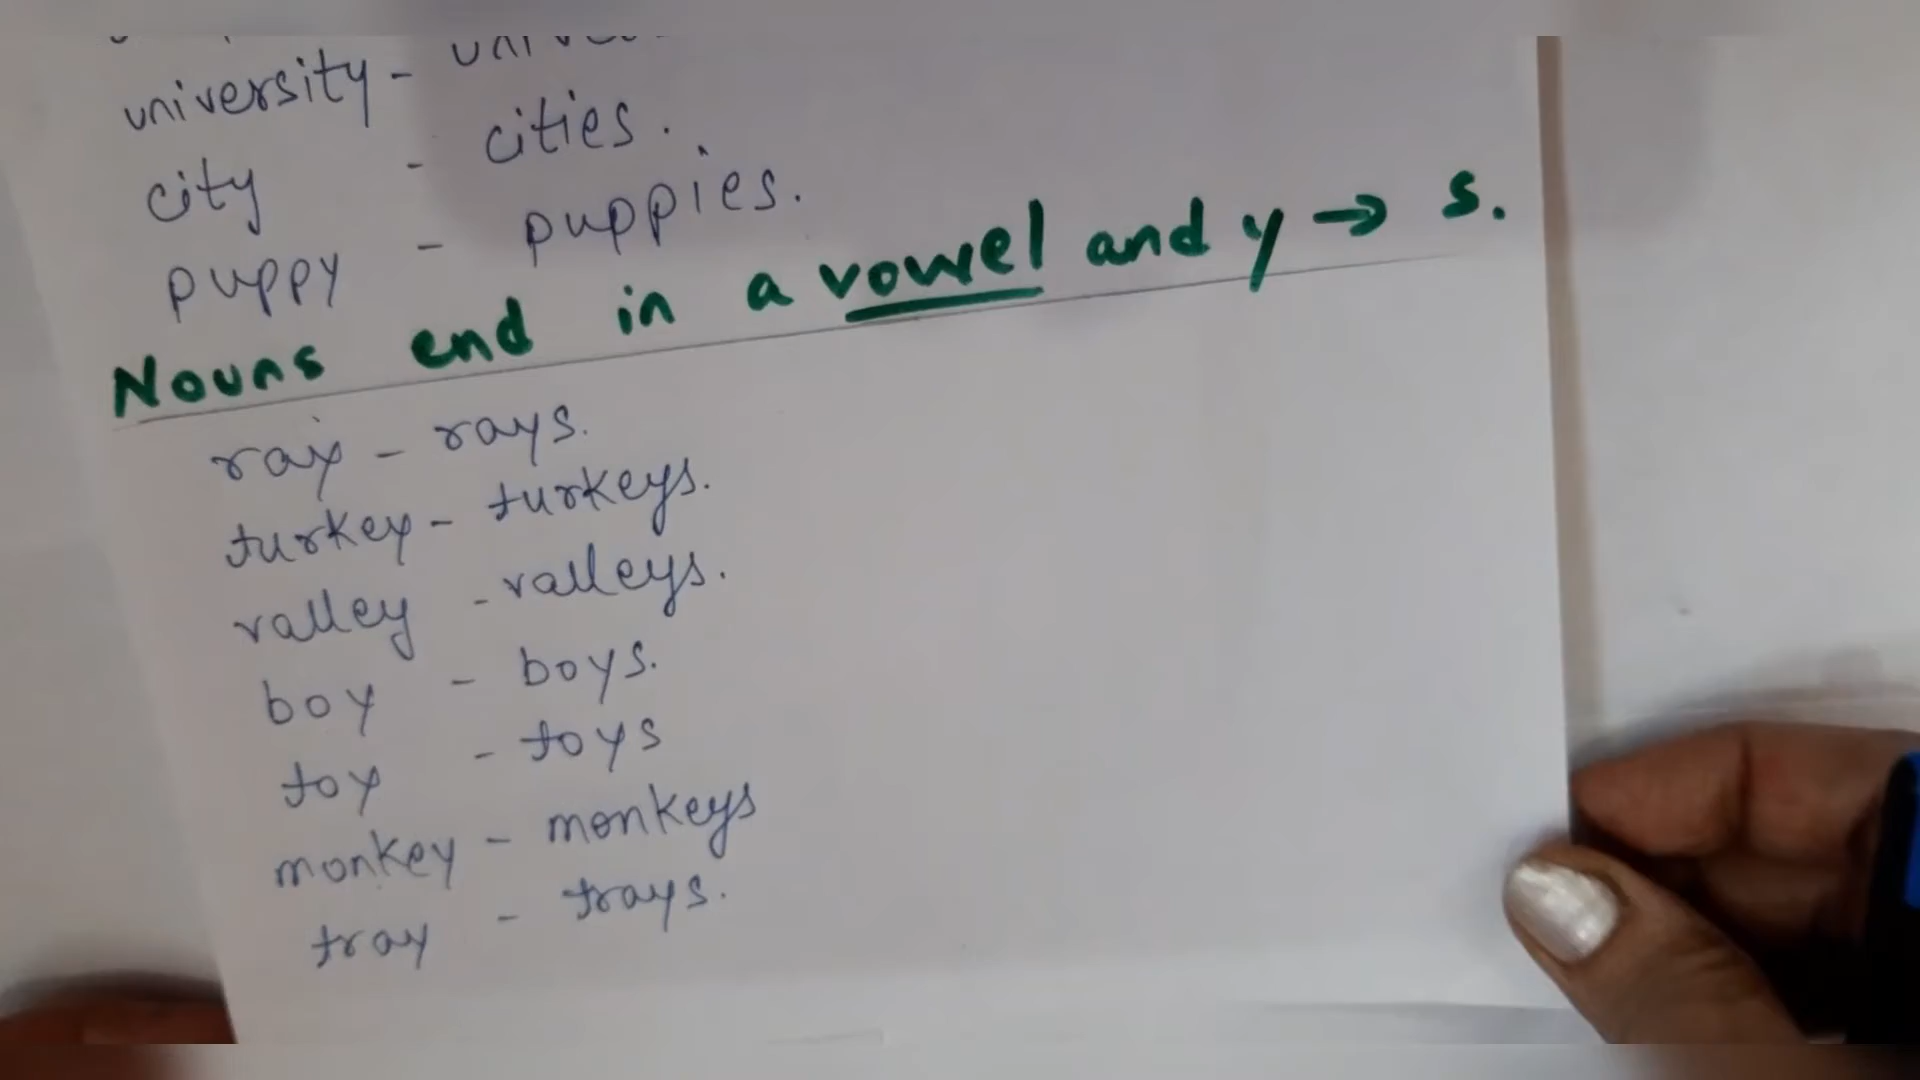 university -
city - cities.
puppy - puppies.
Nouns end in a vowel and y → s.
ray - rays.
turkey - turkeys.
valley - valleys.
boy - boys.
toy - toys
monkey - monkeys
tray - trays.